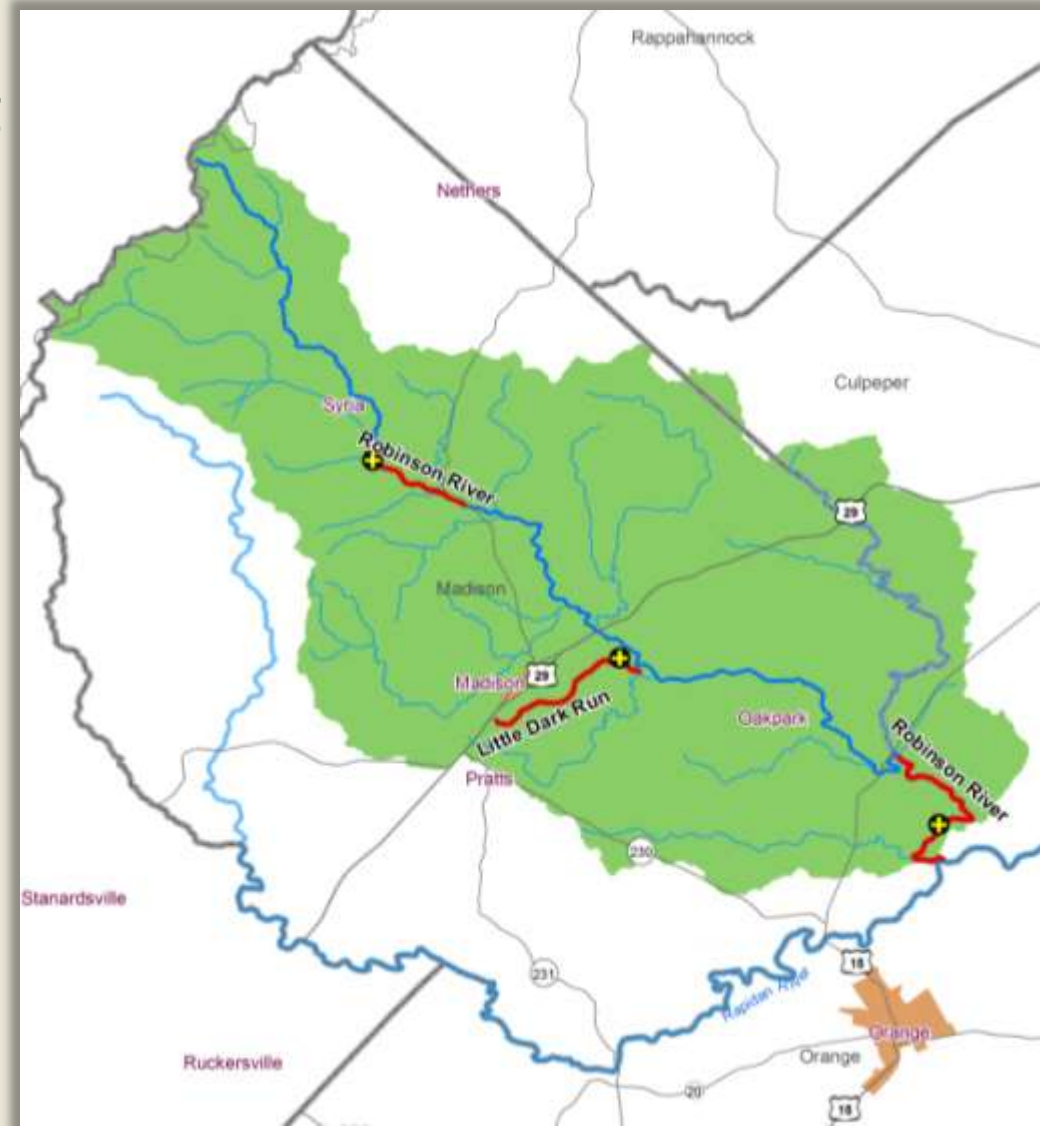 Rappahannock
Nethers
Culpeper
Syria
Robinson River
29
Madison
29
Madison
Little Dark Run
Oakpark
Robinson River
Pratts
230
Stanardsville
231
15
Rapidan River
Orange
Orange
Ruckersville
20
15